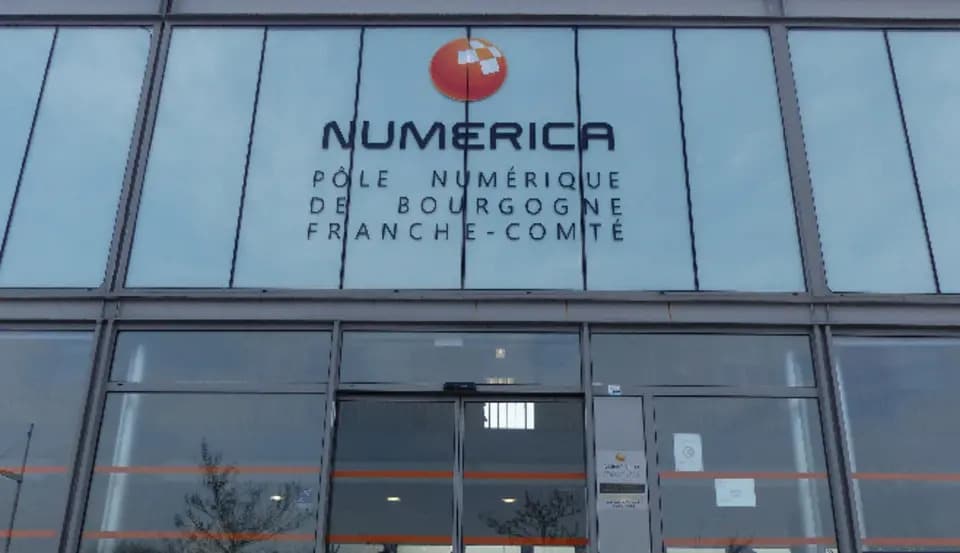 NUMERICA
PÔLE NUMÉRIQUE
DE BOURGOGNE
FRANCHE-COMTÉ